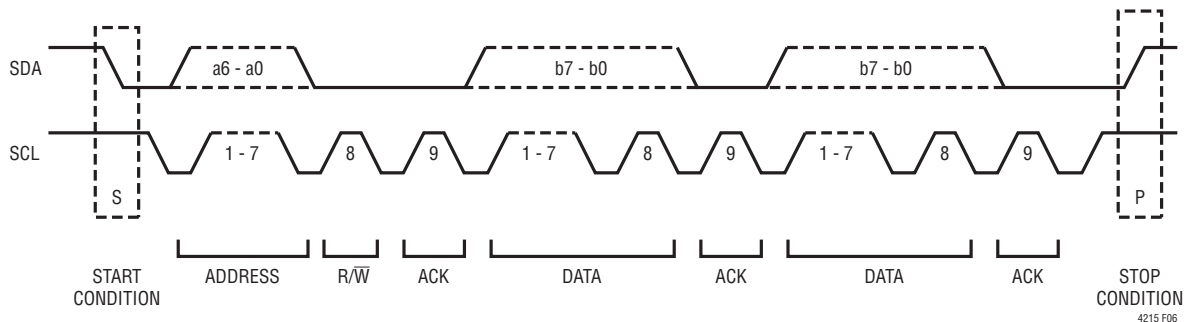 SDA
a6 - a0
b7 - b0
b7 - b0
SCL
1 - 7
8
9
1 - 7
8
9
1 - 7
8
9
S
P
START
CONDITION
ADDRESS
R/W̅
ACK
DATA
ACK
DATA
ACK
STOP
CONDITION
4215 F06